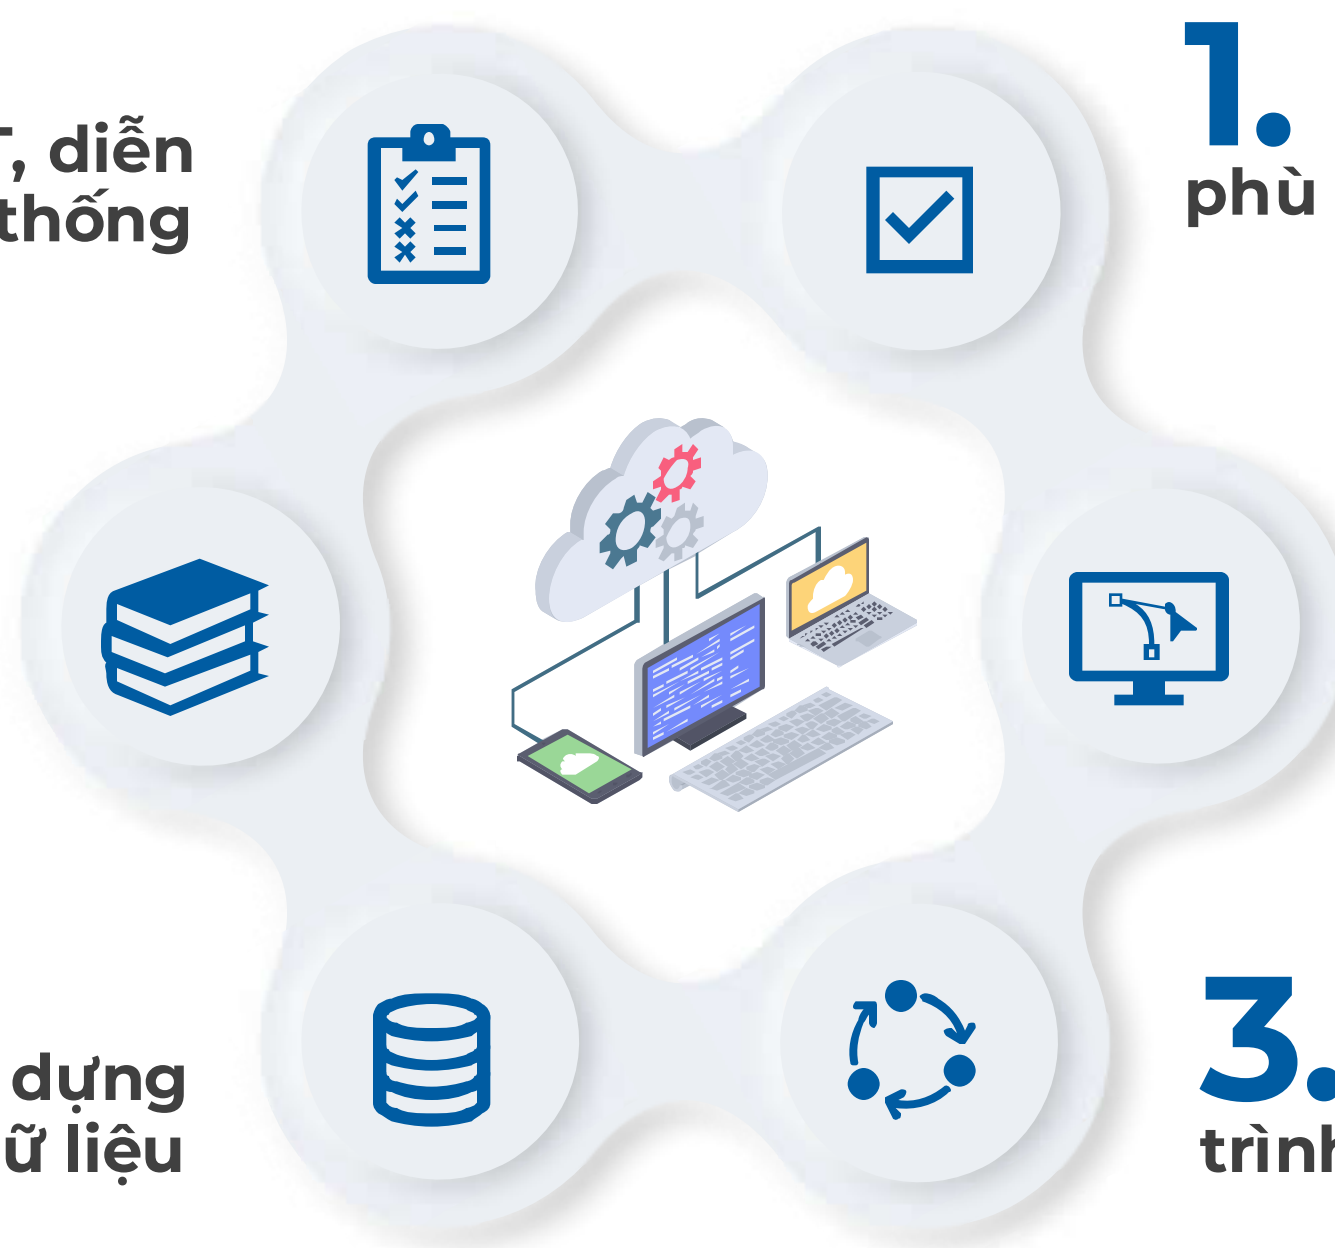 1.
phù
, diễn
thống
3.
trình
dựng
ữ liệu